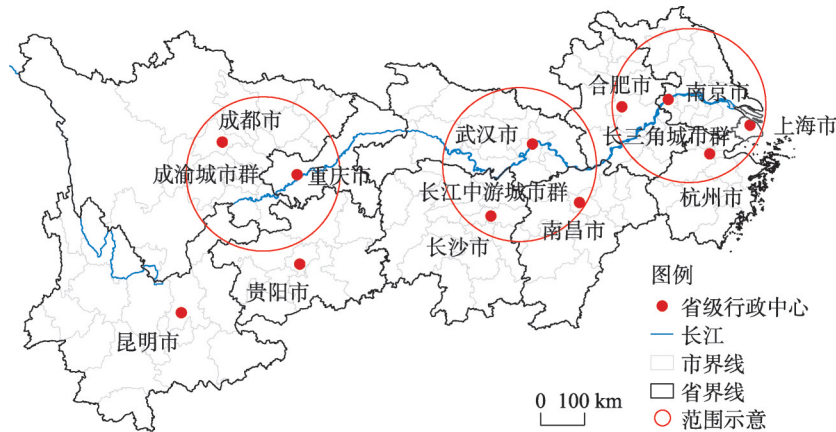 合肥市
南京市
成都市
武汉市
长三角城市群
上海市
成渝城市群
重庆市
长江中游城市群
杭州市
长沙市
南昌市
贵阳市
昆明市
图例
省级行政中心
长江
市界线
省界线
范围示意
0 100 km